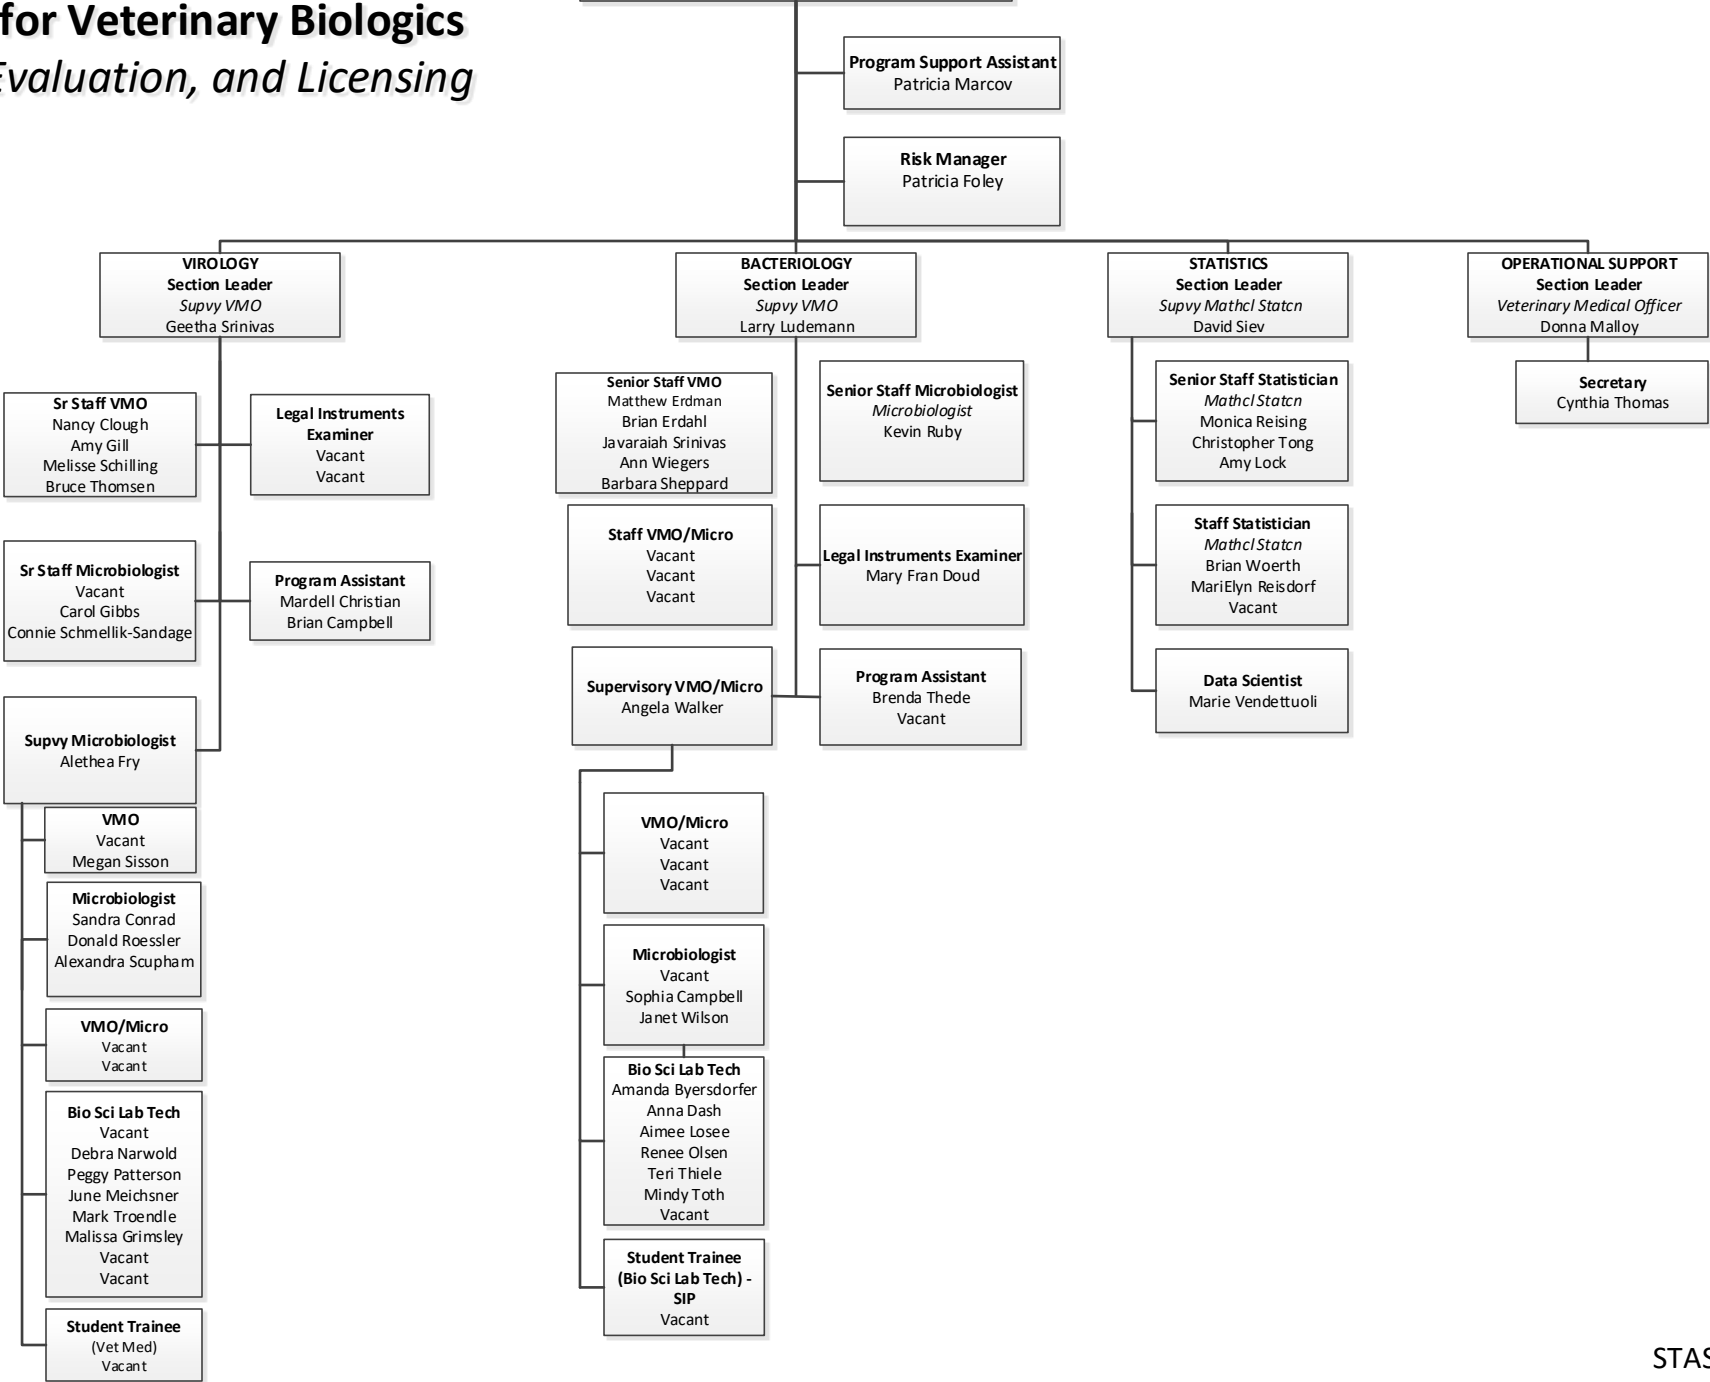 for Veterinary Biologics
Evaluation, and Licensing
Program Support Assistant
Patricia Marcov
Risk Manager
Patricia Foley
VIROLOGY
Section Leader
Supvy VMO
Geetha Srinivas
Sr Staff VMO
Nancy Clough
Amy Gill
Melisse Schilling
Bruce Thomsen
Legal Instruments
Examiner
Vacant
Vacant
Sr Staff Microbiologist
Vacant
Carol Gibbs
Connie Schmellik-Sandage
Program Assistant
Mardell Christian
Brian Campbell
Supvy Microbiologist
Alethea Fry
VMO
Vacant
Megan Sisson
Microbiologist
Sandra Conrad
Donald Roessler
Alexandra Scupham
VMO/Micro
Vacant
Vacant
Bio Sci Lab Tech
Vacant
Debra Narwold
Peggy Patterson
June Meichsner
Mark Troendle
Malissa Grimsley
Vacant
Vacant
Student Trainee
(Vet Med)
Vacant
BACTERIOLOGY
Section Leader
Supvy VMO
Larry Ludemann
Senior Staff VMO
Matthew Erdman
Brian Erdahl
Javaraiah Srinivas
Ann Wiegers
Barbara Sheppard
Senior Staff Microbiologist
Microbiologist
Kevin Ruby
Staff VMO/Micro
Vacant
Vacant
Vacant
Legal Instruments Examiner
Mary Fran Doud
Supervisory VMO/Micro
Angela Walker
Program Assistant
Brenda Thede
Vacant
VMO/Micro
Vacant
Vacant
Vacant
Microbiologist
Vacant
Sophia Campbell
Janet Wilson
Bio Sci Lab Tech
Amanda Byersdorfer
Anna Dash
Aimee Losee
Renee Olsen
Teri Thiele
Mindy Toth
Vacant
Student Trainee
(Bio Sci Lab Tech) -
SIP
Vacant
STATISTICS
Section Leader
Supvy Mathcl Statcn
David Siev
Senior Staff Statistician
Mathcl Statcn
Monica Reising
Christopher Tong
Amy Lock
Staff Statistician
Mathcl Statcn
Brian Woerth
MariElyn Reisdorf
Vacant
Data Scientist
Marie Vendettuoli
OPERATIONAL SUPPORT
Section Leader
Veterinary Medical Officer
Donna Malloy
Secretary
Cynthia Thomas
STAS